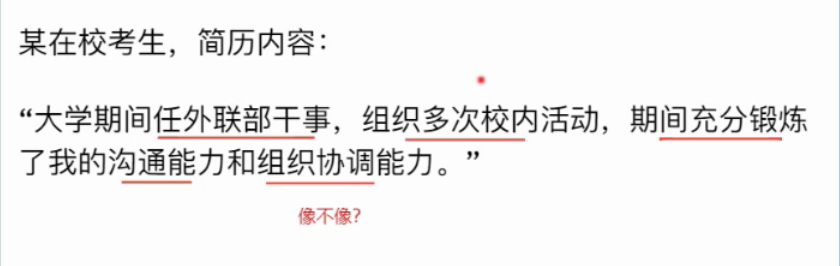 某在校考生，简历内容：
“大学期间任外联部干事，组织多次校内活动，期间充分锻炼
了我的沟通能力和组织协调能力。”
像不像?